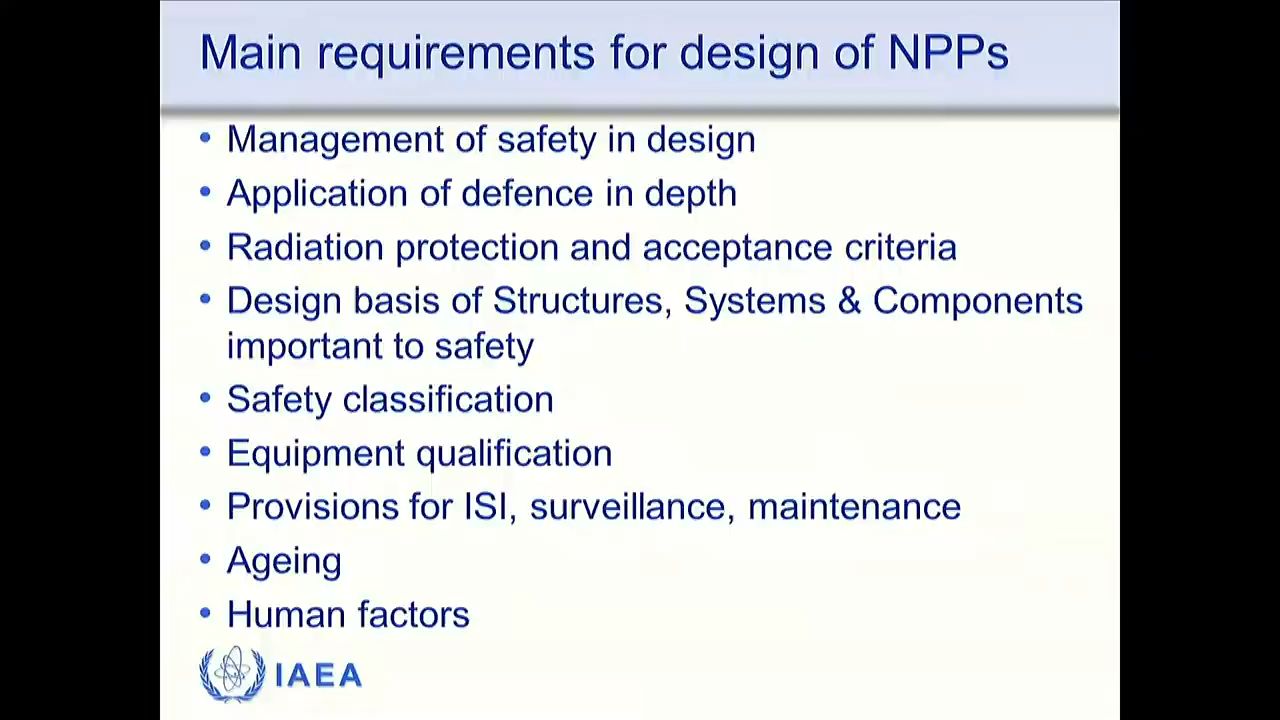 Main requirements for design of NPPs
• Management of safety in design
• Application of defence in depth
• Radiation protection and acceptance criteria
• Design basis of Structures, Systems & Components
important to safety
• Safety classification
• Equipment qualification
• Provisions for ISI, surveillance, maintenance
• Ageing
• Human factors
IAEA